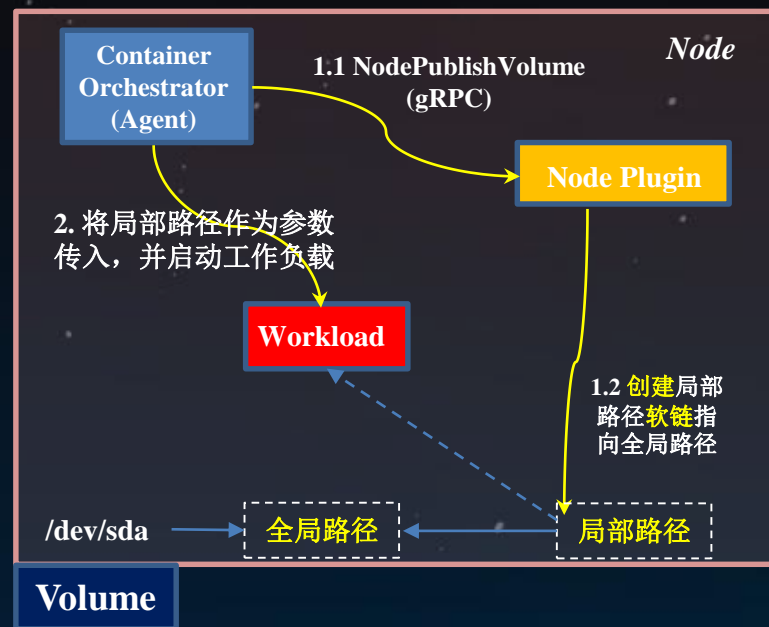 Node
Container
Orchestrator
(Agent)
1.1 NodePublishVolume
(gRPC)
Node Plugin
2. 将局部路径作为参数
传入，并启动工作负载
Workload
1.2 创建局部
路径软链指
向全局路径
/dev/sda
全局路径
局部路径
Volume